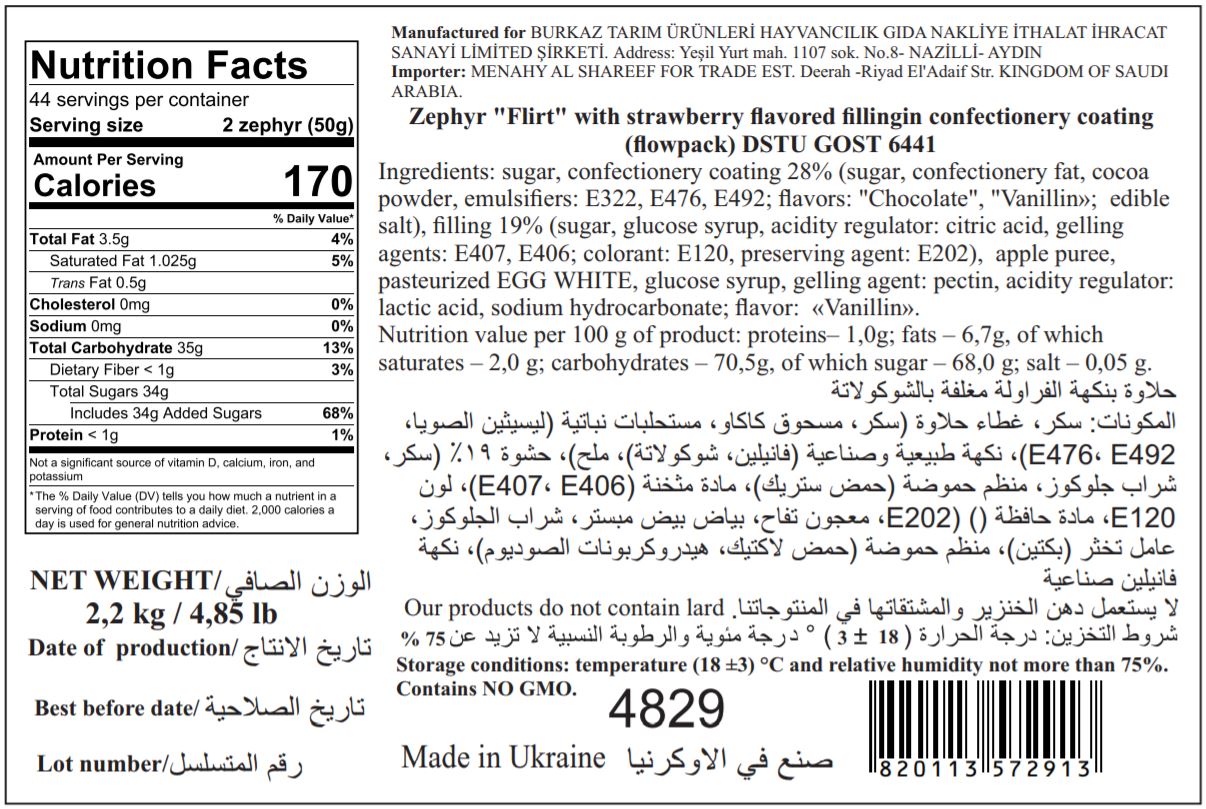 Nutrition Facts
44 servings per container
Serving size 2 zephyr (50g)
Amount Per Serving
Calories 170
% Daily Value*
Total Fat 3.5g 4%
Saturated Fat 1.025g 5%
Trans Fat 0.5g
Cholesterol 0mg 0%
Sodium 0mg 0%
Total Carbohydrate 35g 13%
Dietary Fiber < 1g 3%
Total Sugars 34g
Includes 34g Added Sugars 68%
Protein < 1g 1%
Not a significant source of vitamin D, calcium, iron, and
potassium
*The % Daily Value (DV) tells you how much a nutrient in a
serving of food contributes to a daily diet. 2,000 calories a
day is used for general nutrition advice.
NET WEIGHT/الوزن الصافي
2,2 kg / 4,85 lb
Date of production/تاريخ الانتاج
Best before date/تاريخ الصلاحية
Lot number/رقم المتسلسل
Manufactured for BURKAZ TARIM ÜRÜNLERİ HAYVANCILIK GIDA NAKLİYE İTHALAT İHRACAT
SANAYİ LİMİTED ŞİRKETİ. Address: Yeşil Yurt mah. 1107 sok. No.8- NAZİLLİ- AYDIN
Importer: MENAHY AL SHAREEF FOR TRADE EST. Deerah -Riyad El'Adaif Str. KINGDOM OF SAUDI
ARABIA.
Zephyr "Flirt" with strawberry flavored fillingin confectionery coating
(flowpack) DSTU GOST 6441
Ingredients: sugar, confectionery coating 28% (sugar, confectionery fat, cocoa
powder, emulsifiers: E322, E476, E492; flavors: "Chocolate", "Vanillin»; edible
salt), filling 19% (sugar, glucose syrup, acidity regulator: citric acid, gelling
agents: E407, E406; colorant: E120, preserving agent: E202), apple puree,
pasteurized EGG WHITE, glucose syrup, gelling agent: pectin, acidity regulator:
lactic acid, sodium hydrocarbonate; flavor: «Vanillin».
Nutrition value per 100 g of product: proteins– 1,0g; fats – 6,7g, of which
saturates – 2,0 g; carbohydrates – 70,5g, of which sugar – 68,0 g; salt – 0,05 g.
حلاوة بنكهة الفراولة مغلفة بالشوكولاتة
المكونات: سكر، غطاء حلاوة (سكر، مسحوق كاكاو، مستحلبات نباتية (ليسيثين الصويا،
E476، E492)، نكهة طبيعية وصناعية (فانيلين، شوكولاتة)، ملح)، حشوة ١٩٪ (سكر،
شراب جلوكوز، منظم حموضة (حمض ستريك)، مادة مثخنة (E407، E406)، لون
E120، مادة حافظة () (E202، معجون تفاح، بياض بيض مبستر، شراب الجلوكوز،
عامل تخثر (بكتين)، منظم حموضة (حمض لاكتيك، هيدروكربونات الصوديوم)، نكهة
فانيلين صناعية
Our products do not contain lard .لا يستعمل دهن الخنزير والمشتقاتها في المنتوجاتنا
شروط التخزين: درجة الحرارة ( 18 ± 3 ) ° درجة مئوية والرطوبة النسبية لا تزيد عن 75 %
Storage conditions: temperature (18 ±3) °C and relative humidity not more than 75%.
Contains NO GMO.
4829
Made in Ukraine صنع في الاوكرنيا
820113 572913